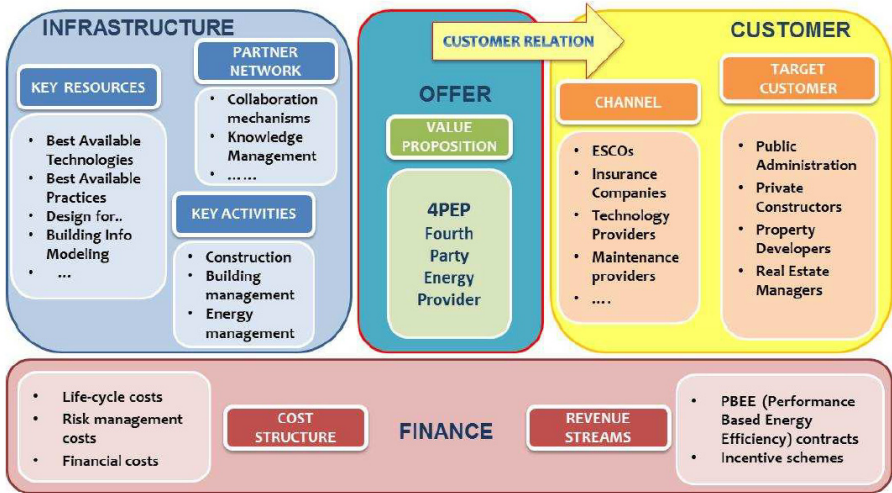 INFRASTRUCTURE
PARTNER
NETWORK
• Collaboration
mechanisms
• Knowledge
Management
• ... ...
KEY RESOURCES
• Best Available
Technologies
• Best Available
Practices
• Design for..
• Building Info
Modeling
• ...
KEY ACTIVITIES
• Construction
• Building
management
• Energy
management
OFFER
VALUE
PROPOSITION
4PEP
Fourth
Party
Energy
Provider
CUSTOMER RELATION
CUSTOMER
CHANNEL
• ESCOs
• Insurance
Companies
• Technology
Providers
• Maintenance
providers
• ....
TARGET
CUSTOMER
• Public
Administration
• Private
Constructors
• Property
Developers
• Real Estate
Managers
• Life-cycle costs
• Risk management
costs
• Financial costs
COST
STRUCTURE
FINANCE
REVENUE
STREAMS
• PBEE (Performance
Based Energy
Efficiency) contracts
• Incentive schemes